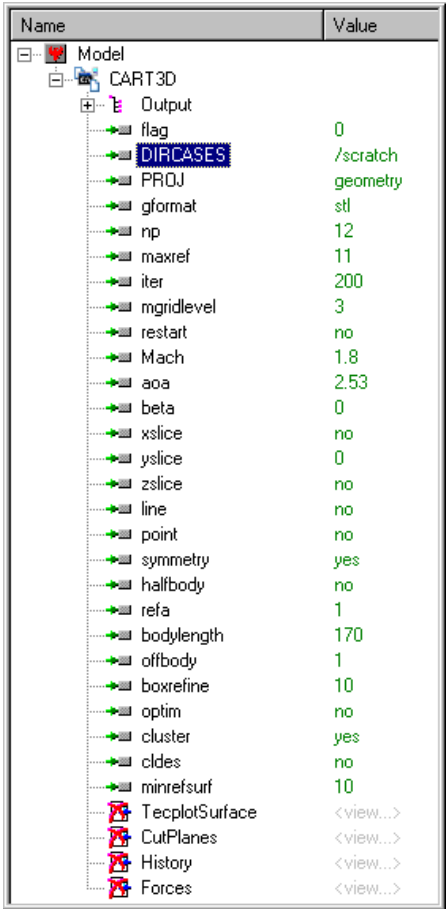 Name Value
Model
CART3D
Output
flag 0
DIRCASES /scratch
PROJ geometry
gformat stl
np 12
maxref 11
iter 200
mgridlevel 3
restart no
Mach 1.8
aoa 2.53
beta 0
xslice no
yslice 0
zslice no
line no
point no
symmetry yes
halfbody no
refa 1
bodylength 170
offbody 1
boxrefine 10
optim no
cluster yes
cldes no
minrefsurf 10
TecplotSurface <view...>
CutPlanes <view...>
History <view...>
Forces <view...>